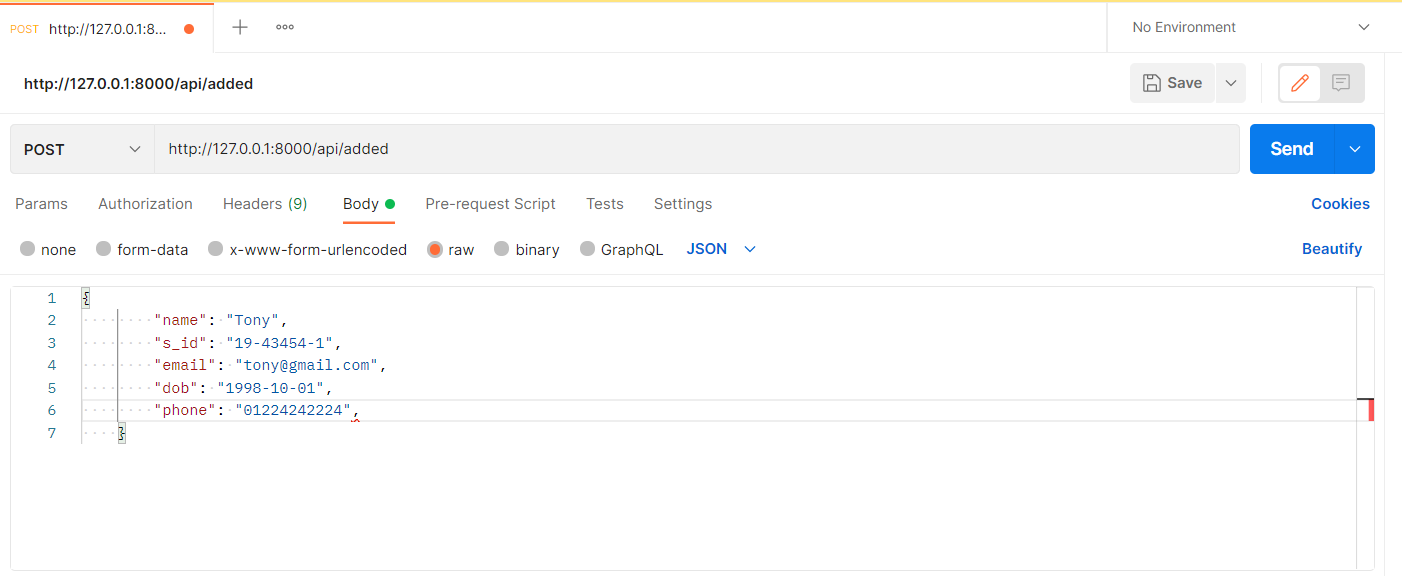 POST http://127.0.0.1:8... No Environment
http://127.0.0.1:8000/api/added Save
POST http://127.0.0.1:8000/api/added Send
Params Authorization Headers (9) Body Pre-request Script Tests Settings Cookies
none form-data x-www-form-urlencoded raw binary GraphQL JSON Beautify
1 {
2 "name": "Tony",
3 "s_id": "19-43454-1",
4 "email": "tony@gmail.com",
5 "dob": "1998-10-01",
6 "phone": "01224242224",
7 }